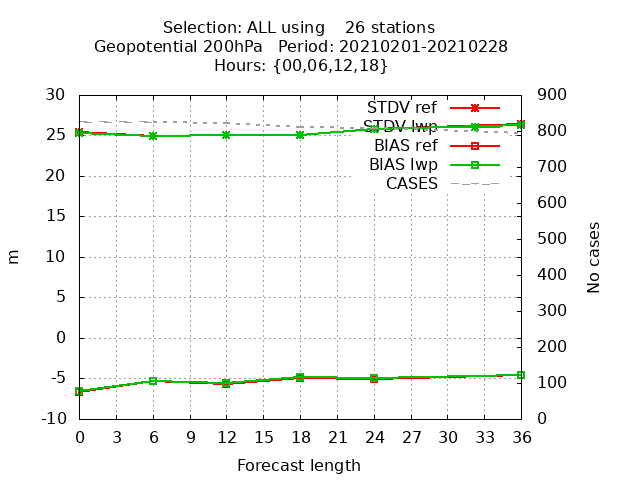 Selection: ALL using 26 stations
Geopotential 200hPa Period: 20210201-20210228
Hours: {00,06,12,18}
30 900
STDV ref
STDV lwp
25 800
BIAS ref
BIAS lwp
700
20 CASES
600
15
500
m 10 No cases
400
5
300
0
200
-5
100
-10 0
0 3 6 9 12 15 18 21 24 27 30 33 36
Forecast length